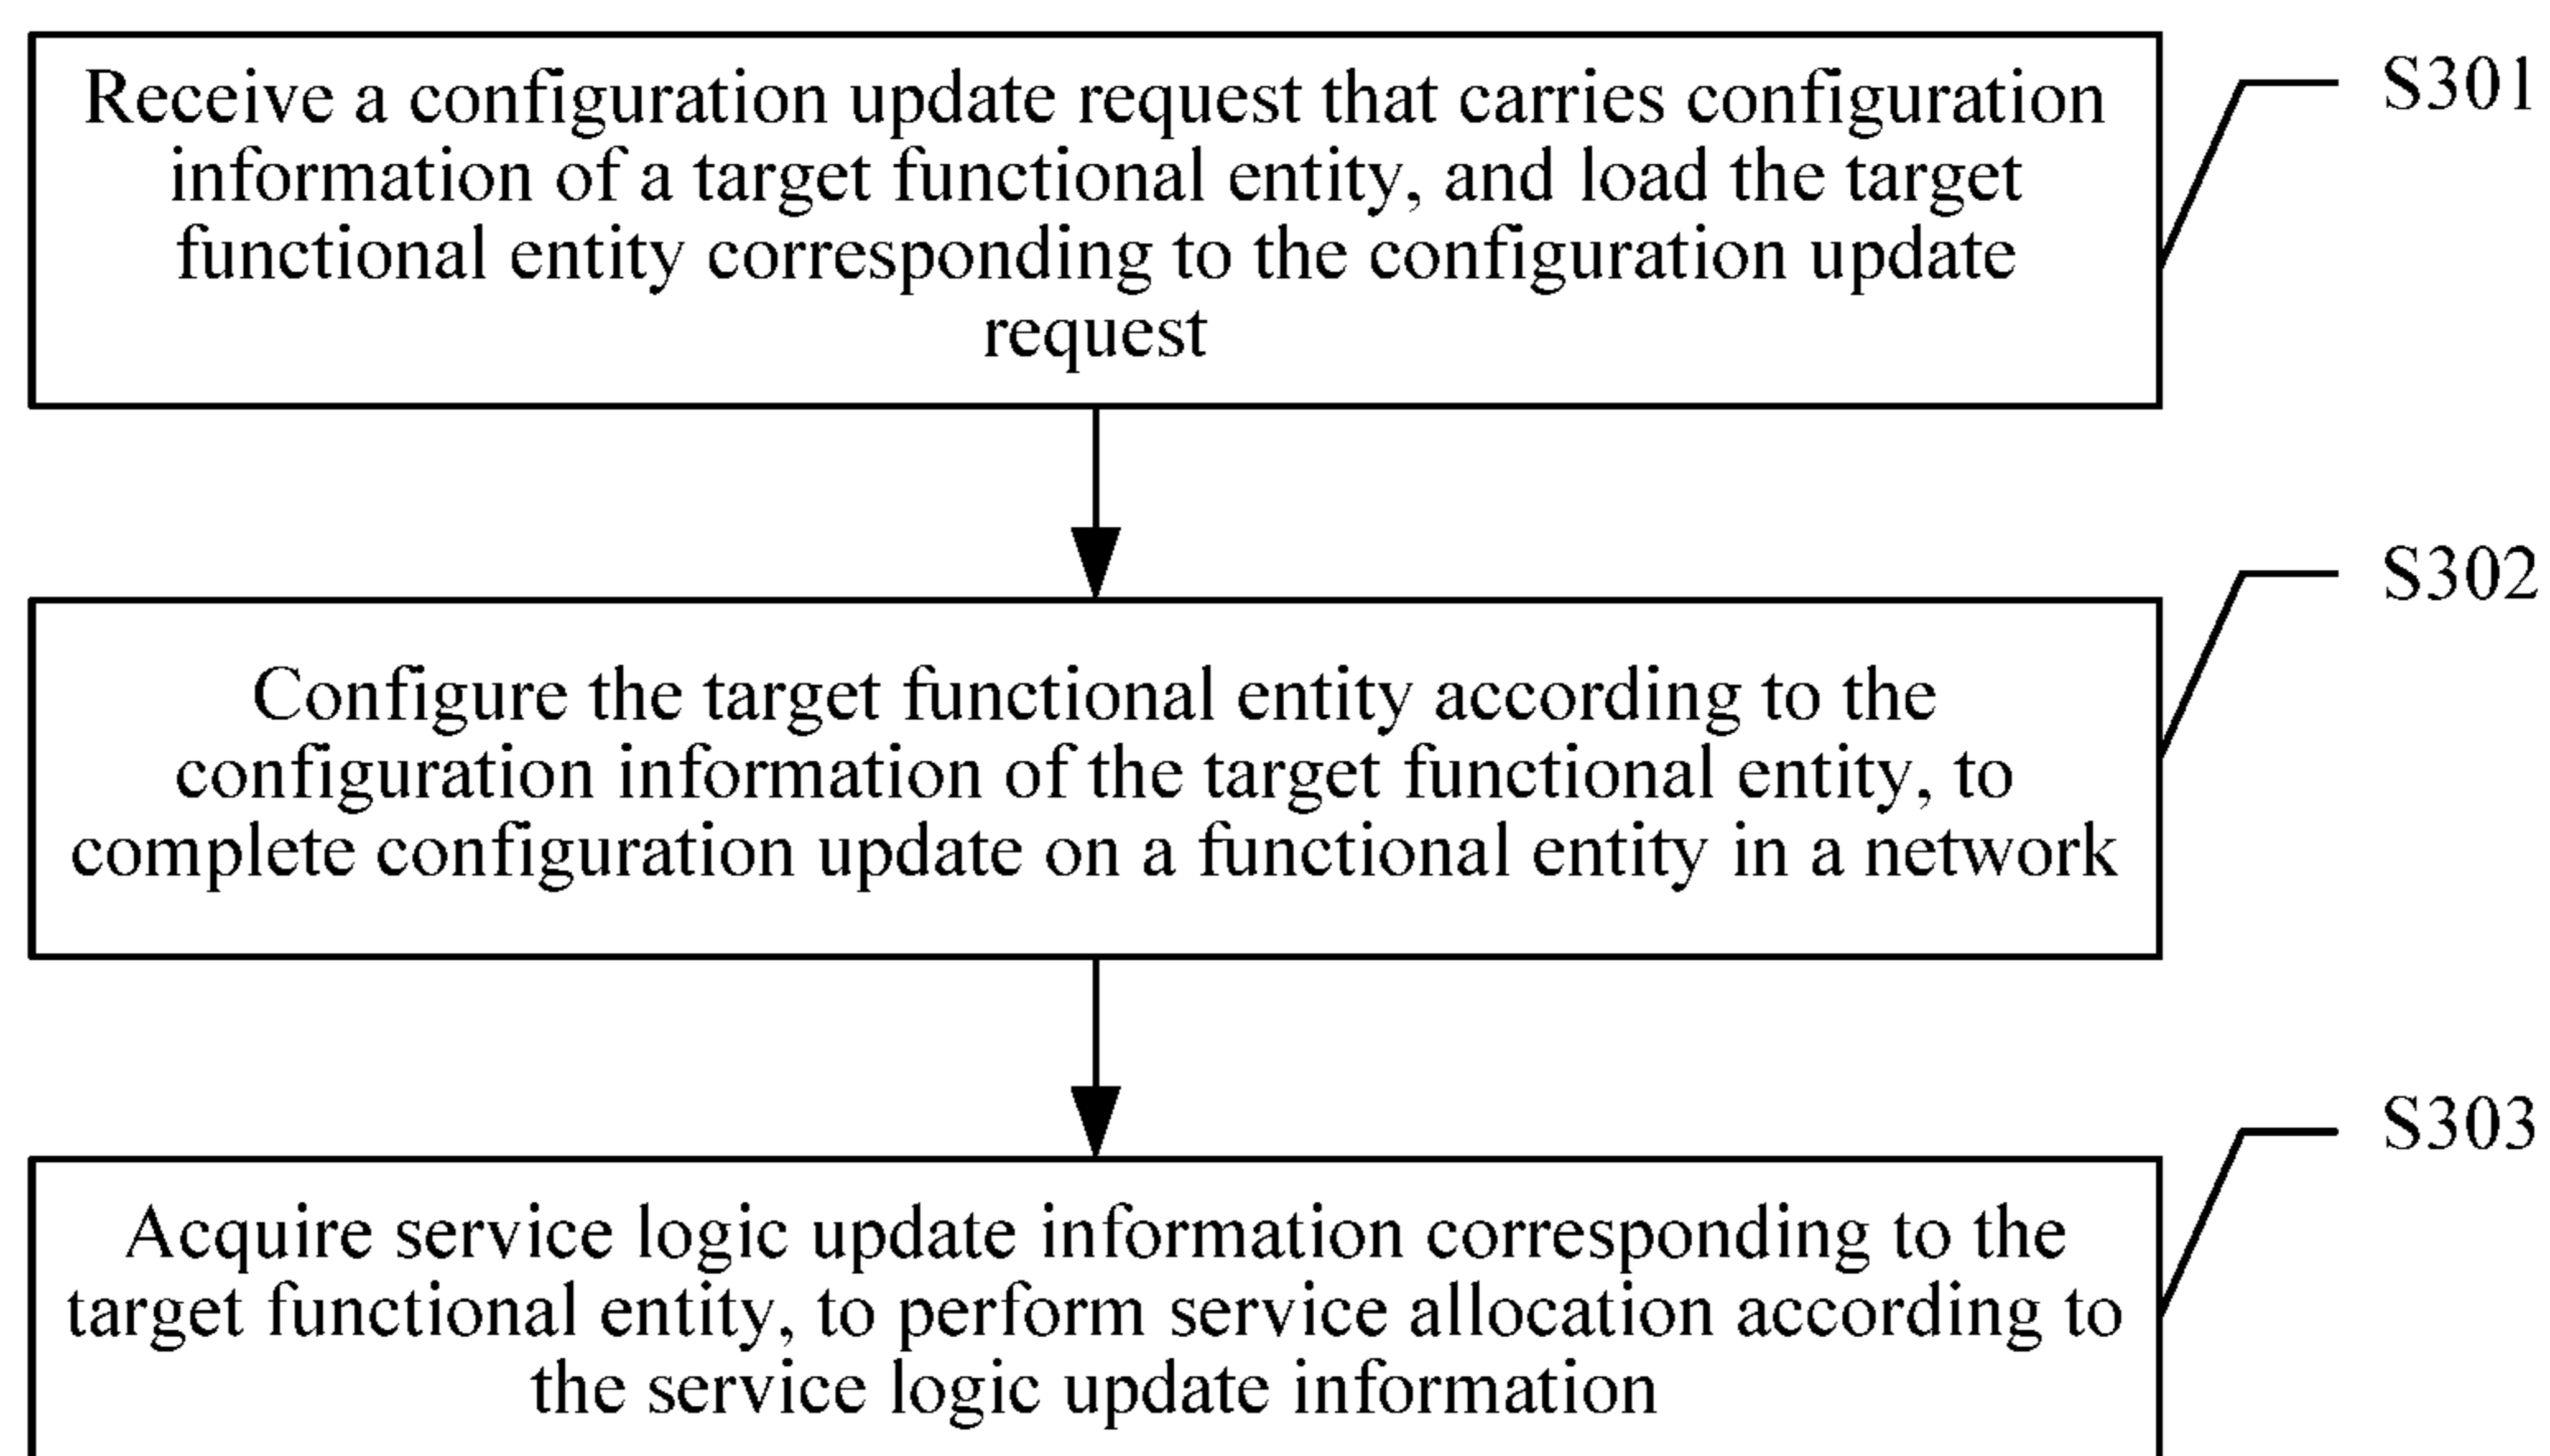 Receive a configuration update request that carries configuration
information of a target functional entity, and load the target
functional entity corresponding to the configuration update
request
S301
Configure the target functional entity according to the
configuration information of the target functional entity, to
complete configuration update on a functional entity in a network
S302
Acquire service logic update information corresponding to the
target functional entity, to perform service allocation according to
the service logic update information
S303